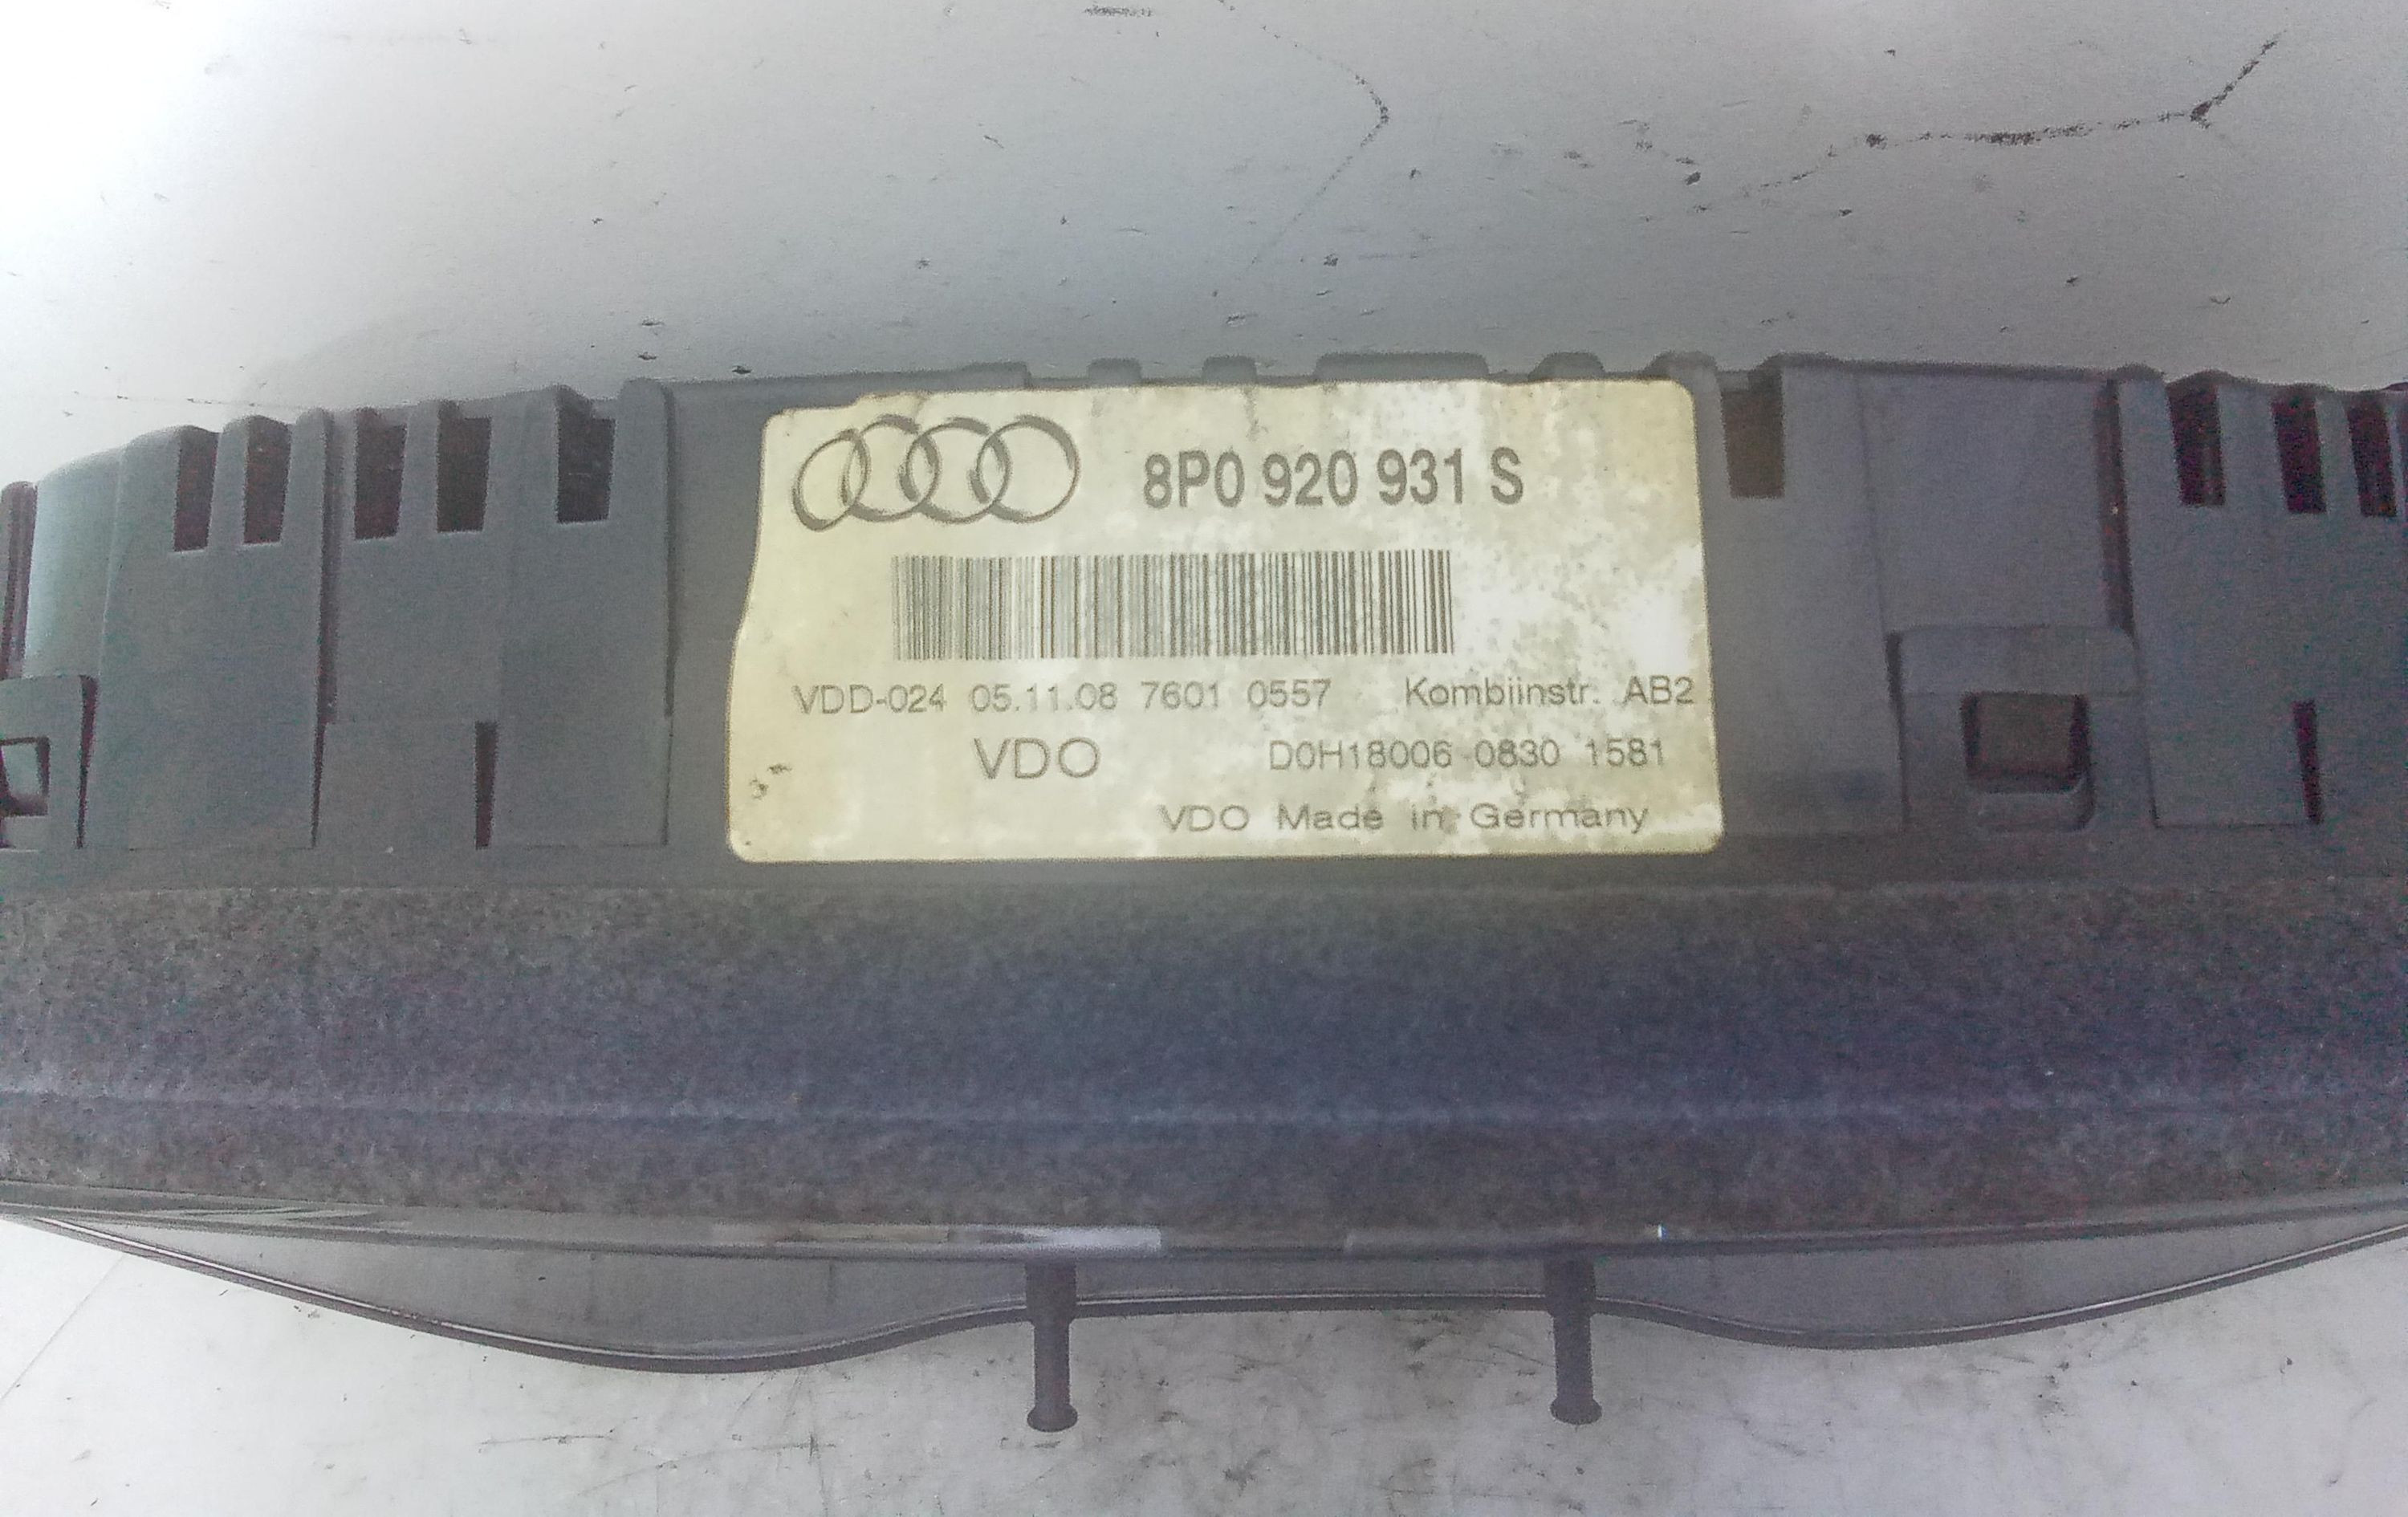 8P0 920 931 S
VDD-024 05.11.08 7601 0557 Kombiinstr. AB2
VDO D0H18006 0830 1581
VDO Made in Germany